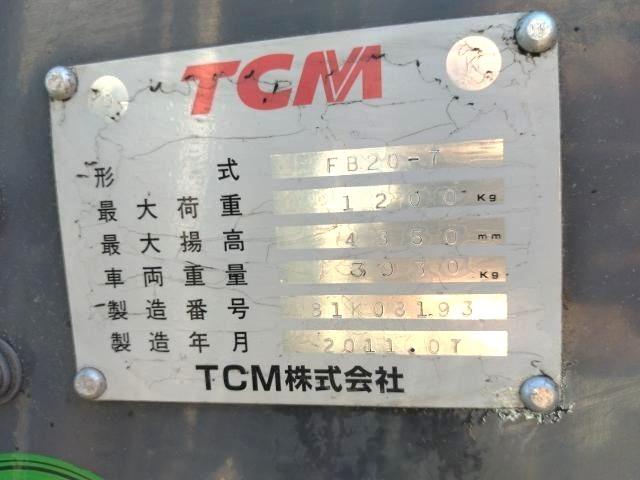 TCM
K
形式 FB20-7
最大荷重 1200 Kg
最大揚高 4350 mm
車両重量 Kg
製造番号 81K08193
製造年月 2011.07
TCM株式会社